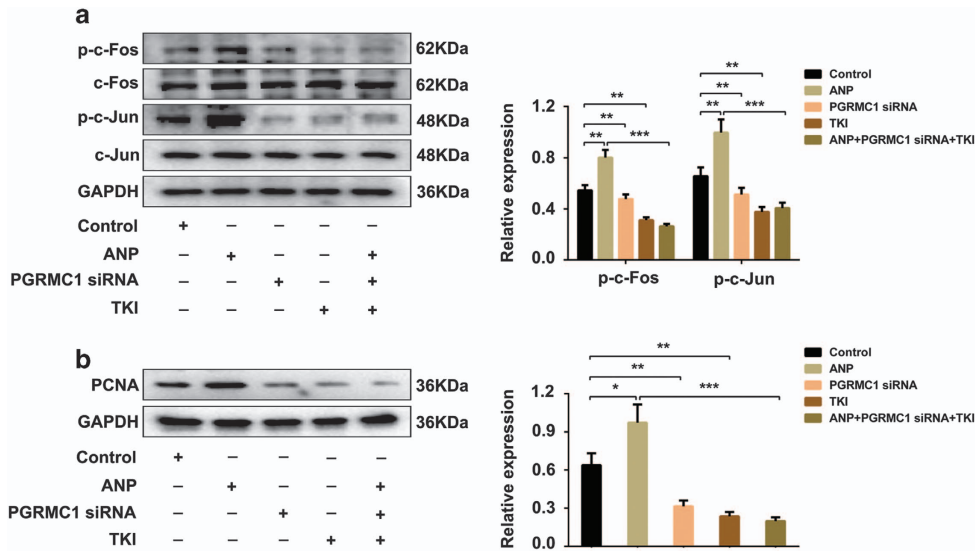 a
p-c-Fos 62KDa
c-Fos 62KDa
p-c-Jun 48KDa
c-Jun 48KDa
GAPDH 36KDa
Control + – – – –
ANP – + – – +
PGRMC1 siRNA – – + – +
TKI – – – + +
Relative expression
1.2
0.8
0.4
0.0
** ** ** ***
** ** ** ***
p-c-Fos p-c-Jun
Control
ANP
PGRMC1 siRNA
TKI
ANP+PGRMC1 siRNA+TKI
b
PCNA 36KDa
GAPDH 36KDa
Control + – – – –
ANP – + – – +
PGRMC1 siRNA – – + – +
TKI – – – + +
Relative expression
1.2
0.9
0.6
0.3
0.0
**
**
* ***
Control
ANP
PGRMC1 siRNA
TKI
ANP+PGRMC1 siRNA+TKI